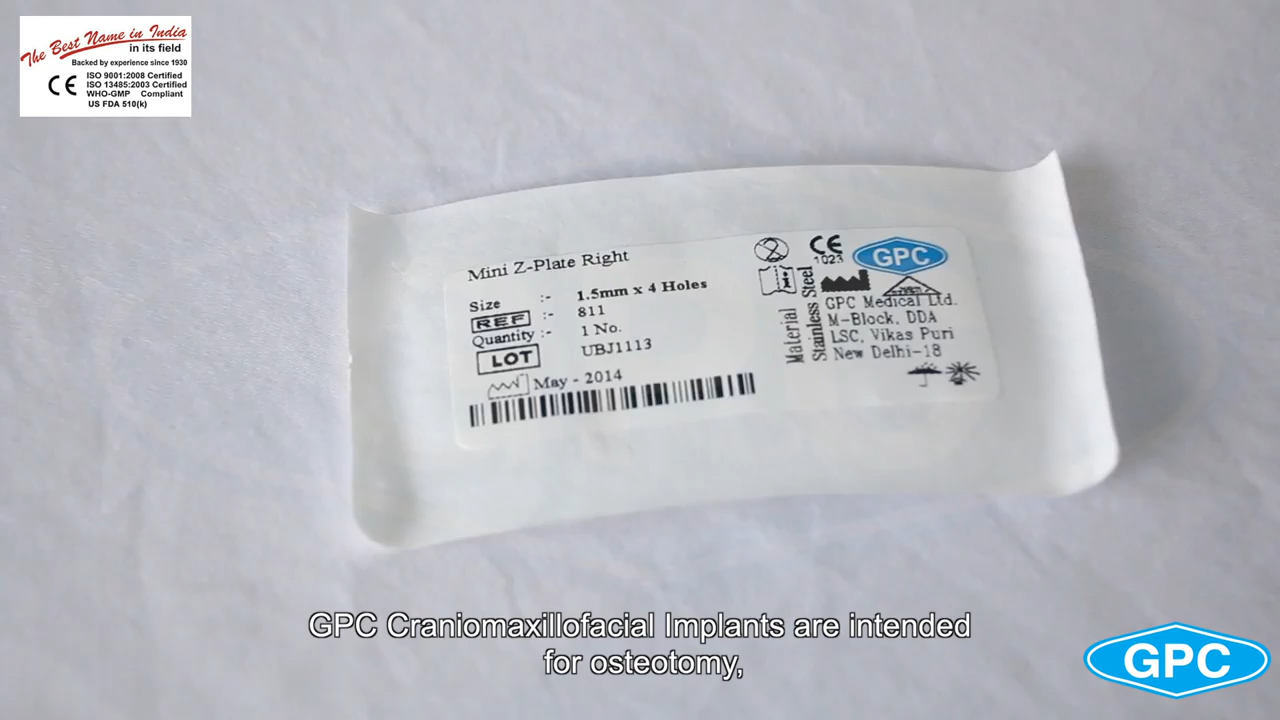 The Best Name in India
in its field
Backed by experience since 1930
CE
ISO 9001:2008 Certified
ISO 13485:2003 Certified
WHO-GMP Compliant
US FDA 510(k)
Mini Z-Plate Right
Size :- 1.5mm x 4 Holes
REF :- 811
Quantity :- 1 No.
LOT UBJ1113
May - 2014
2
CE
1023
GPC
Material
Stainless Steel
GPC Medical Ltd.
M-Block, DDA
LSC, Vikas Puri
New Delhi-18
GPC Craniomaxillofacial Implants are intended
for osteotomy,
GPC